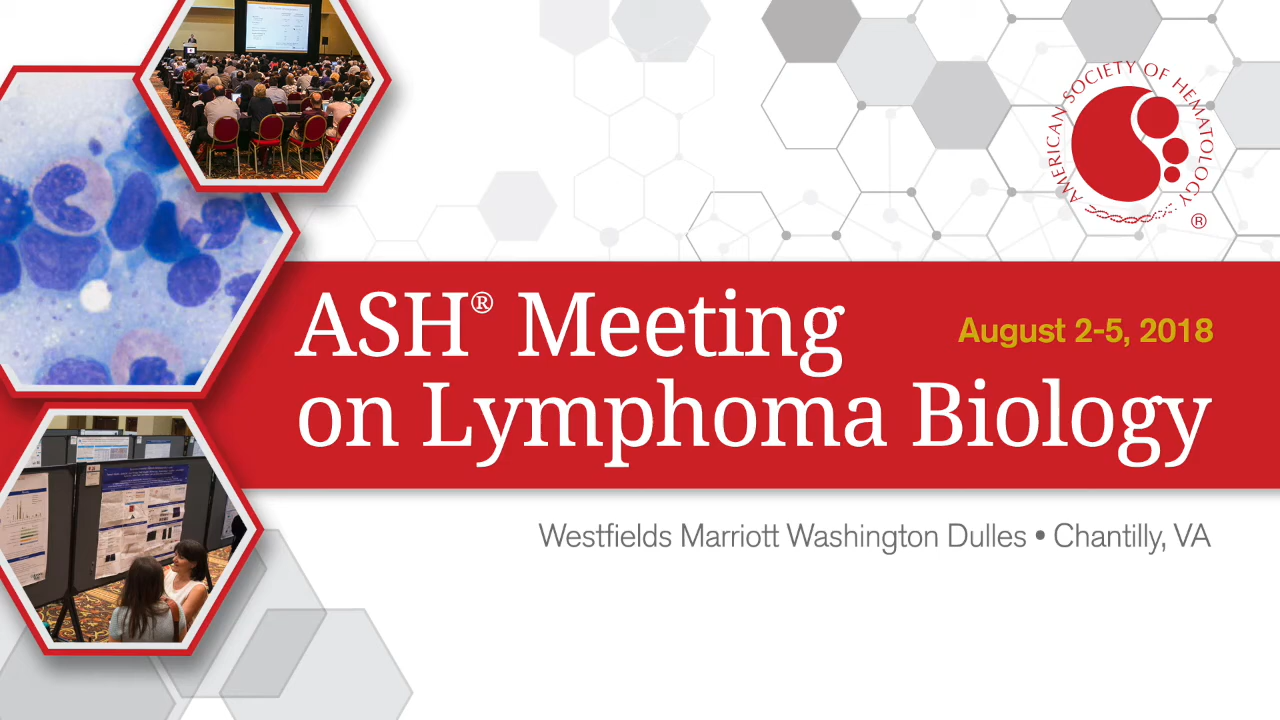 AMERICAN SOCIETY OF HEMATOLOGY
®
ASH® Meeting
August 2-5, 2018
on Lymphoma Biology
Westfields Marriott Washington Dulles • Chantilly, VA